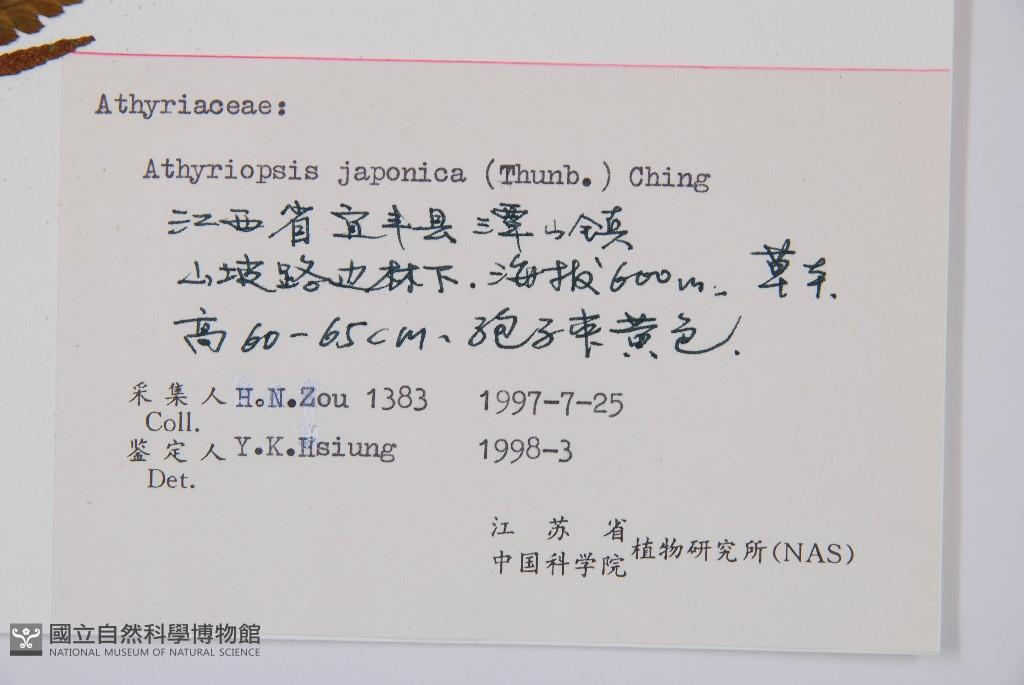 Athyriaceae:
Athyriopsis japonica (Thunb.) Ching
江西省宜丰县潭山镇
山坡路边林下.海拔600m. 草本.
高60-65cm、孢子束黄色.
采集人 H.N.Zou 1383 1997-7-25
Coll.
鉴定人 Y.K.Hsiung 1998-3
Det.
江苏省
中国科学院 植物研究所(NAS)
國立自然科學博物館
NATIONAL MUSEUM OF NATURAL SCIENCE